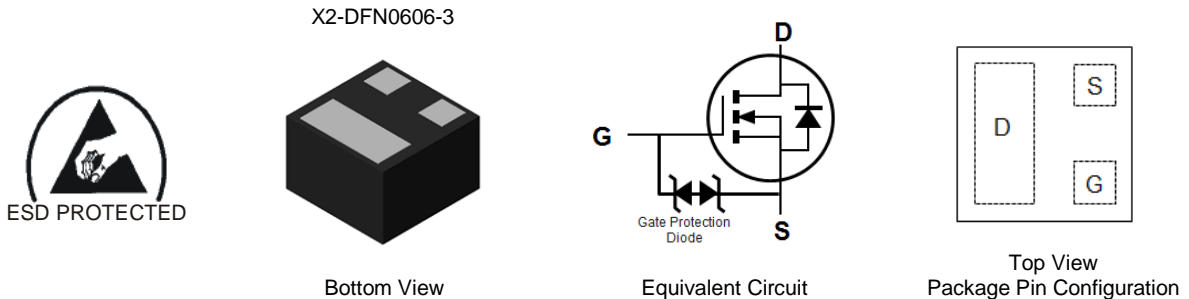 X2-DFN0606-3
ESD PROTECTED
Bottom View
D
G
Gate Protection
Diode
S
Equivalent Circuit
D
S
G
Top View
Package Pin Configuration